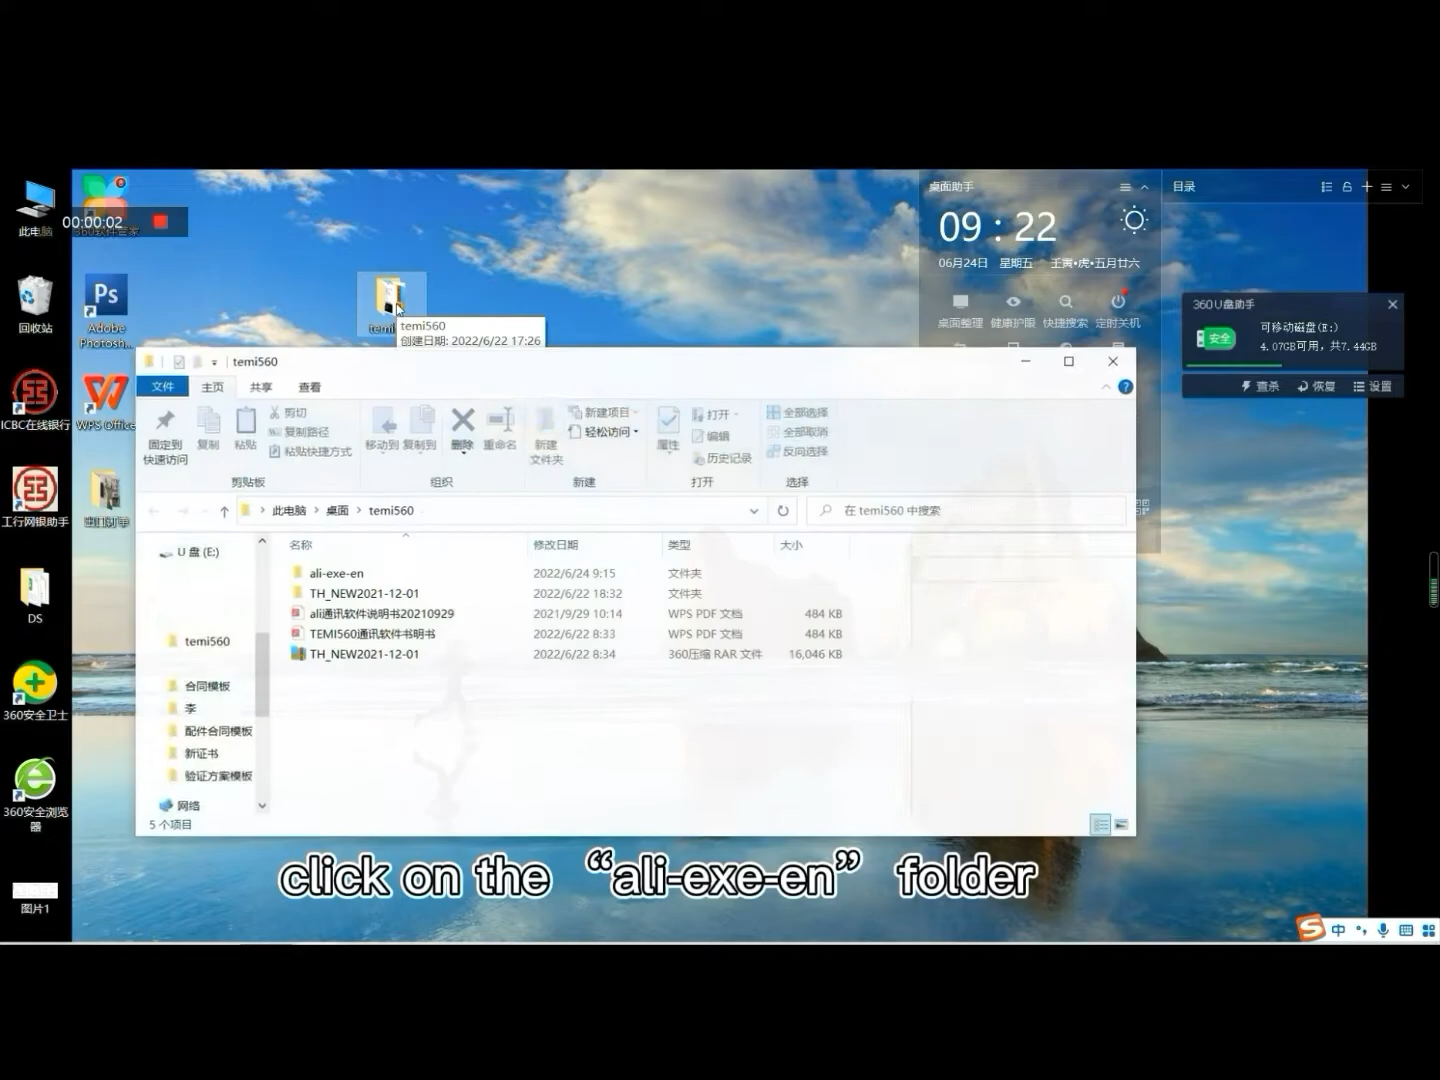 桌面助手
目录
此电脑
00:00:02
09 : 22
06月24日 星期五 壬寅•虎•五月廿六
桌面整理 健康护眼 快捷搜索 定时关机
360U盘助手
安全
可移动磁盘(E:)
4.07GB可用，共7.44GB
查杀 恢复 设置
回收站
Ps
Adobe
Photosh...
temi560
创建日期: 2022/6/22 17:26
temi560
文件 主页 共享 查看
ICBC在线银行
WPS Office
固定到
快速访问
复制
粘贴
剪切
复制路径
粘贴快捷方式
移动到 复制到 删除 重命名
新建
文件夹
新建项目
轻松访问
属性
打开
编辑
历史记录
全部选择
全部取消
反向选择
剪贴板 组织 新建 打开 选择
工行网银助手
此电脑 桌面 temi560
在 temi560 中搜索
U 盘 (E:)
temi560
合同模板
李
配件合同模板
新证书
验证方案模板
网络
名称 修改日期 类型 大小
ali-exe-en 2022/6/24 9:15 文件夹
TH_NEW2021-12-01 2022/6/22 18:32 文件夹
ali通讯软件说明书20210929 2021/9/29 10:14 WPS PDF 文档 484 KB
TEMI560通讯软件书明书 2022/6/22 8:33 WPS PDF 文档 484 KB
TH_NEW2021-12-01 2022/6/22 8:34 360压缩 RAR 文件 16,046 KB
5 个项目
DS
360安全卫士
360安全浏览
器
图片1
click on the “ali-exe-en” folder
中